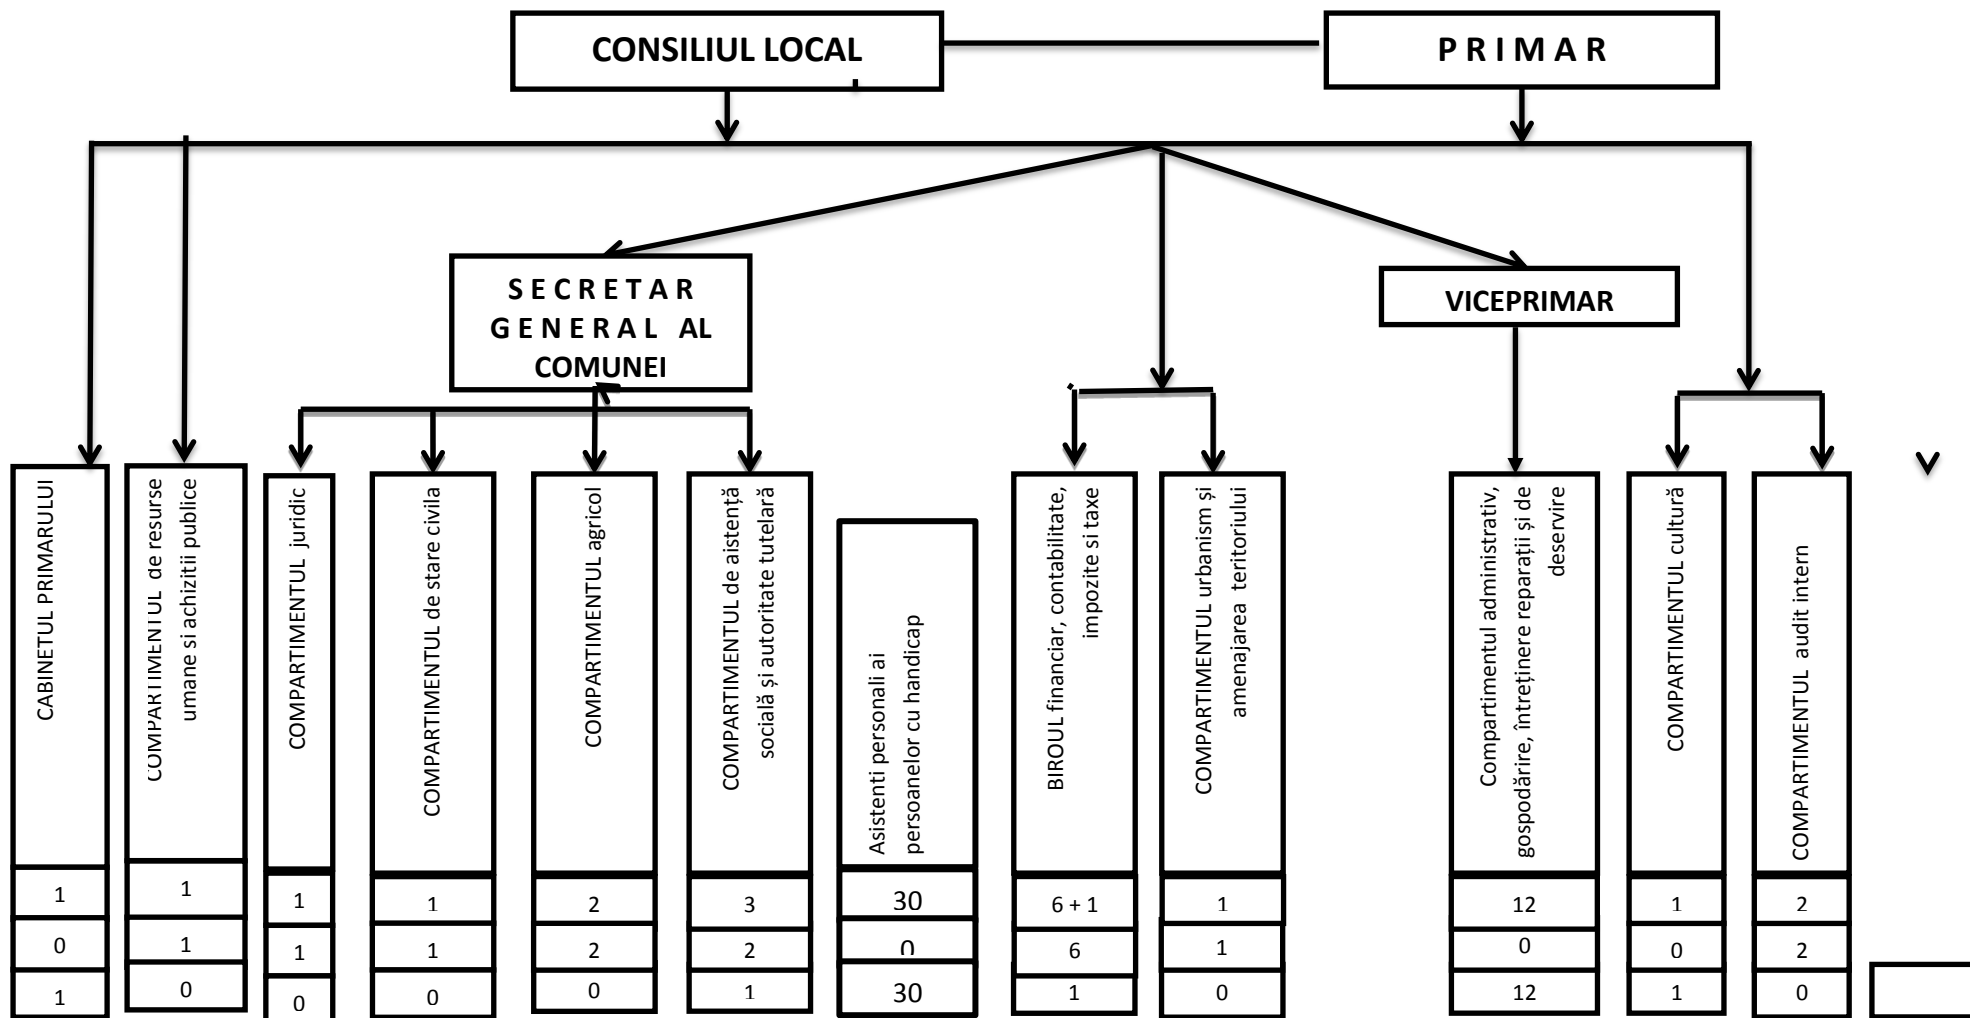 CONSILIUL LOCAL
P R I M A R
S E C R E T A R
G E N E R A L AL
COMUNEI
VICEPRIMAR
CABINETUL PRIMARULUI
COMPARTIMENTUL de resurse
umane si achizitii publice
COMPARTIMENTUL juridic
COMPARTIMENTUL de stare civila
COMPARTIMENTUL agricol
COMPARTIMENTUL de aistență
socială și autoritate tutelară
Asistenti personali ai
persoanelor cu handicap
BIROUL financiar, contabilitate,
impozite si taxe
COMPARTIMENTUL urbanism și
amenajarea teritoriului
Compartimentul administrativ,
gospodărire, întreținere reparații și de
deservire
COMPARTIMENTUL cultură
COMPARTIMENTUL audit intern
1 1 1 1 2 3 30 6 + 1 1 12 1 2
0 1 1 1 2 2 0 6 1 0 0 2
1 0 0 0 0 1 30 1 0 12 1 0